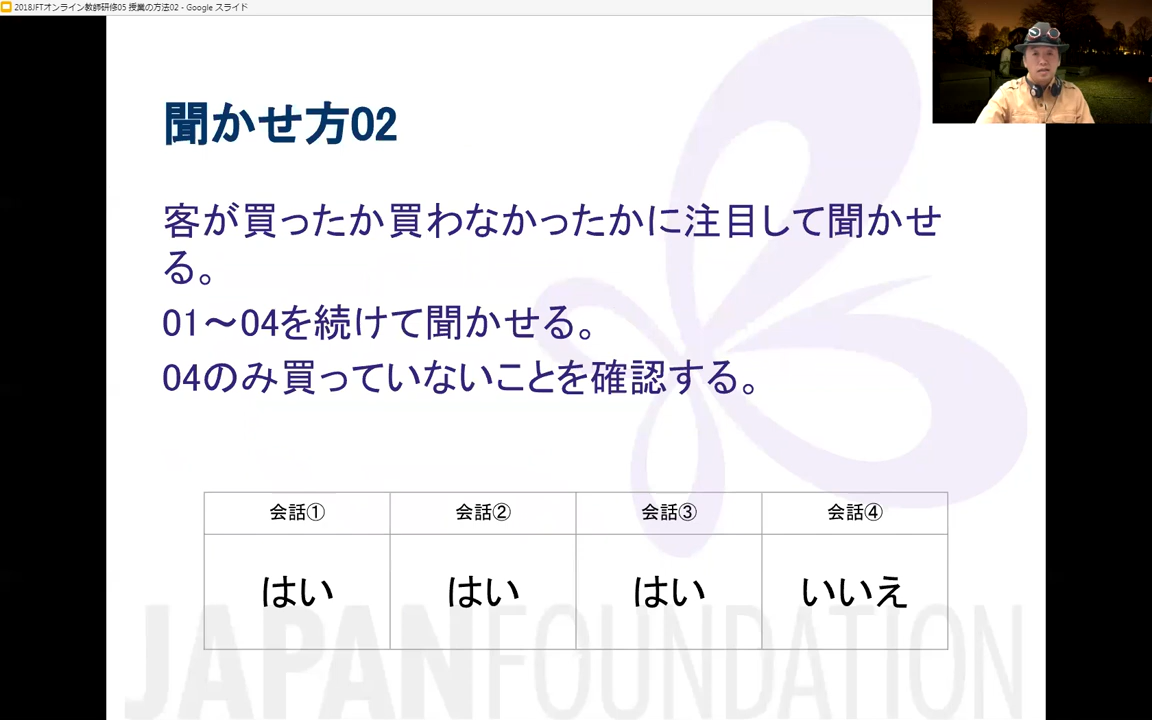 2018JFTオンライン教師研修05 授業の方法02 - Google スライド
聞かせ方02
客が買ったか買わなかったかに注目して聞かせ
る。
01～04を続けて聞かせる。
04のみ買っていないことを確認する。
会話① 会話② 会話③ 会話④
はい はい はい いいえ
JAPANFOUNDATION